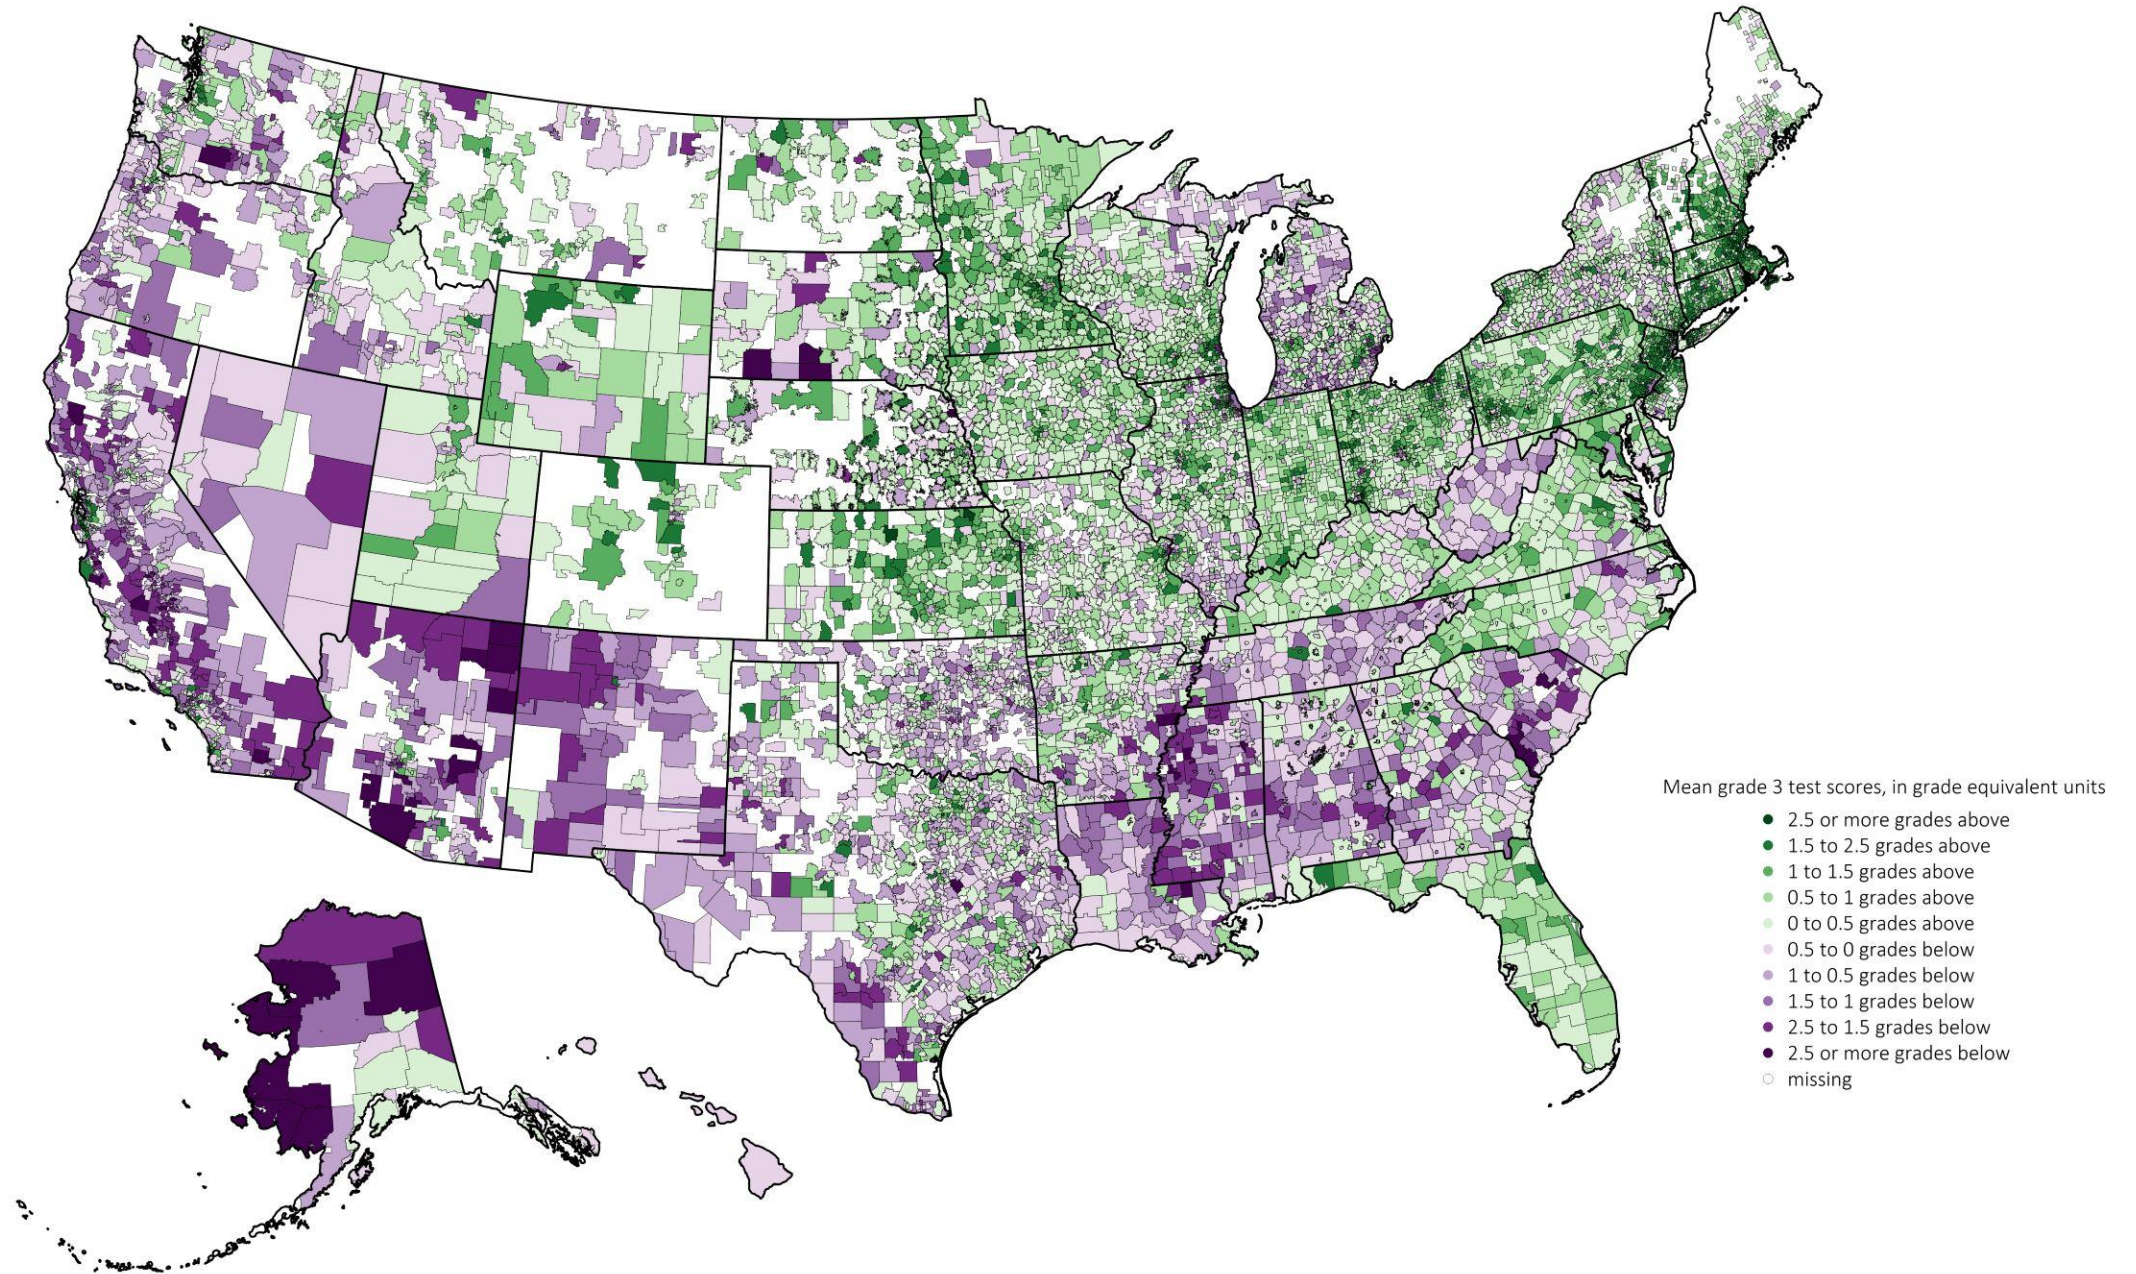 Mean grade 3 test scores, in grade equivalent units
2.5 or more grades above
1.5 to 2.5 grades above
1 to 1.5 grades above
0.5 to 1 grades above
0 to 0.5 grades above
0.5 to 0 grades below
1 to 0.5 grades below
1.5 to 1 grades below
2.5 to 1.5 grades below
2.5 or more grades below
missing